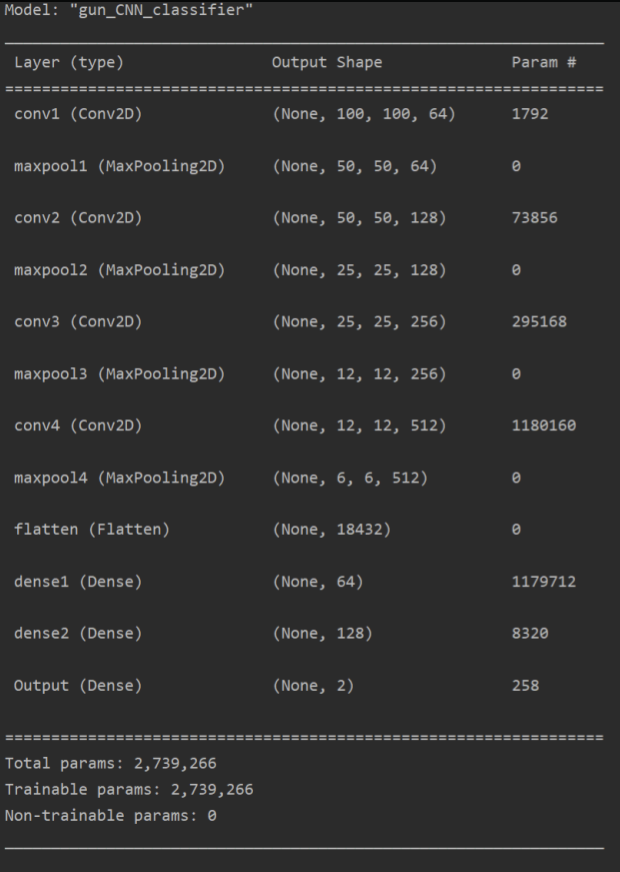 Model: "gun_CNN_classifier"
Layer (type) Output Shape Param #
=================================================================
conv1 (Conv2D) (None, 100, 100, 64) 1792
maxpool1 (MaxPooling2D) (None, 50, 50, 64) 0
conv2 (Conv2D) (None, 50, 50, 128) 73856
maxpool2 (MaxPooling2D) (None, 25, 25, 128) 0
conv3 (Conv2D) (None, 25, 25, 256) 295168
maxpool3 (MaxPooling2D) (None, 12, 12, 256) 0
conv4 (Conv2D) (None, 12, 12, 512) 1180160
maxpool4 (MaxPooling2D) (None, 6, 6, 512) 0
flatten (Flatten) (None, 18432) 0
dense1 (Dense) (None, 64) 1179712
dense2 (Dense) (None, 128) 8320
Output (Dense) (None, 2) 258
=================================================================
Total params: 2,739,266
Trainable params: 2,739,266
Non-trainable params: 0